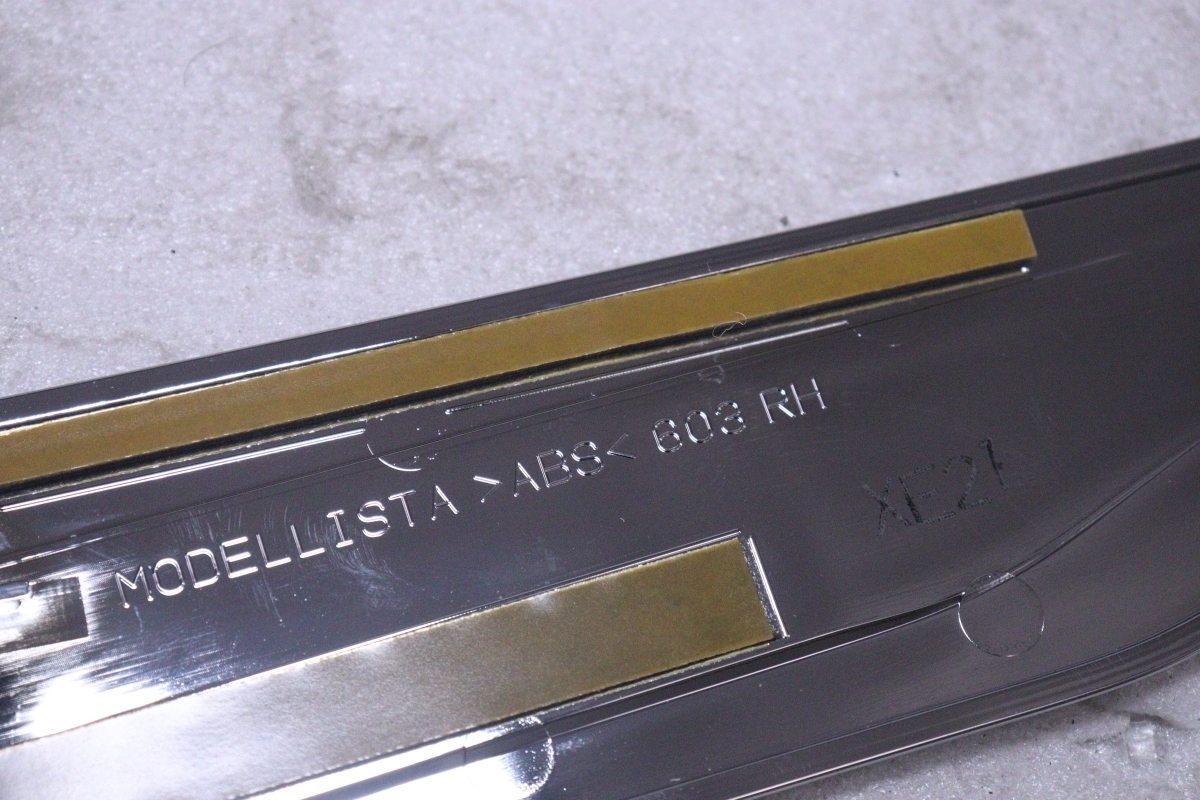 MODELLISTA >ABS< 603 RH
XE21